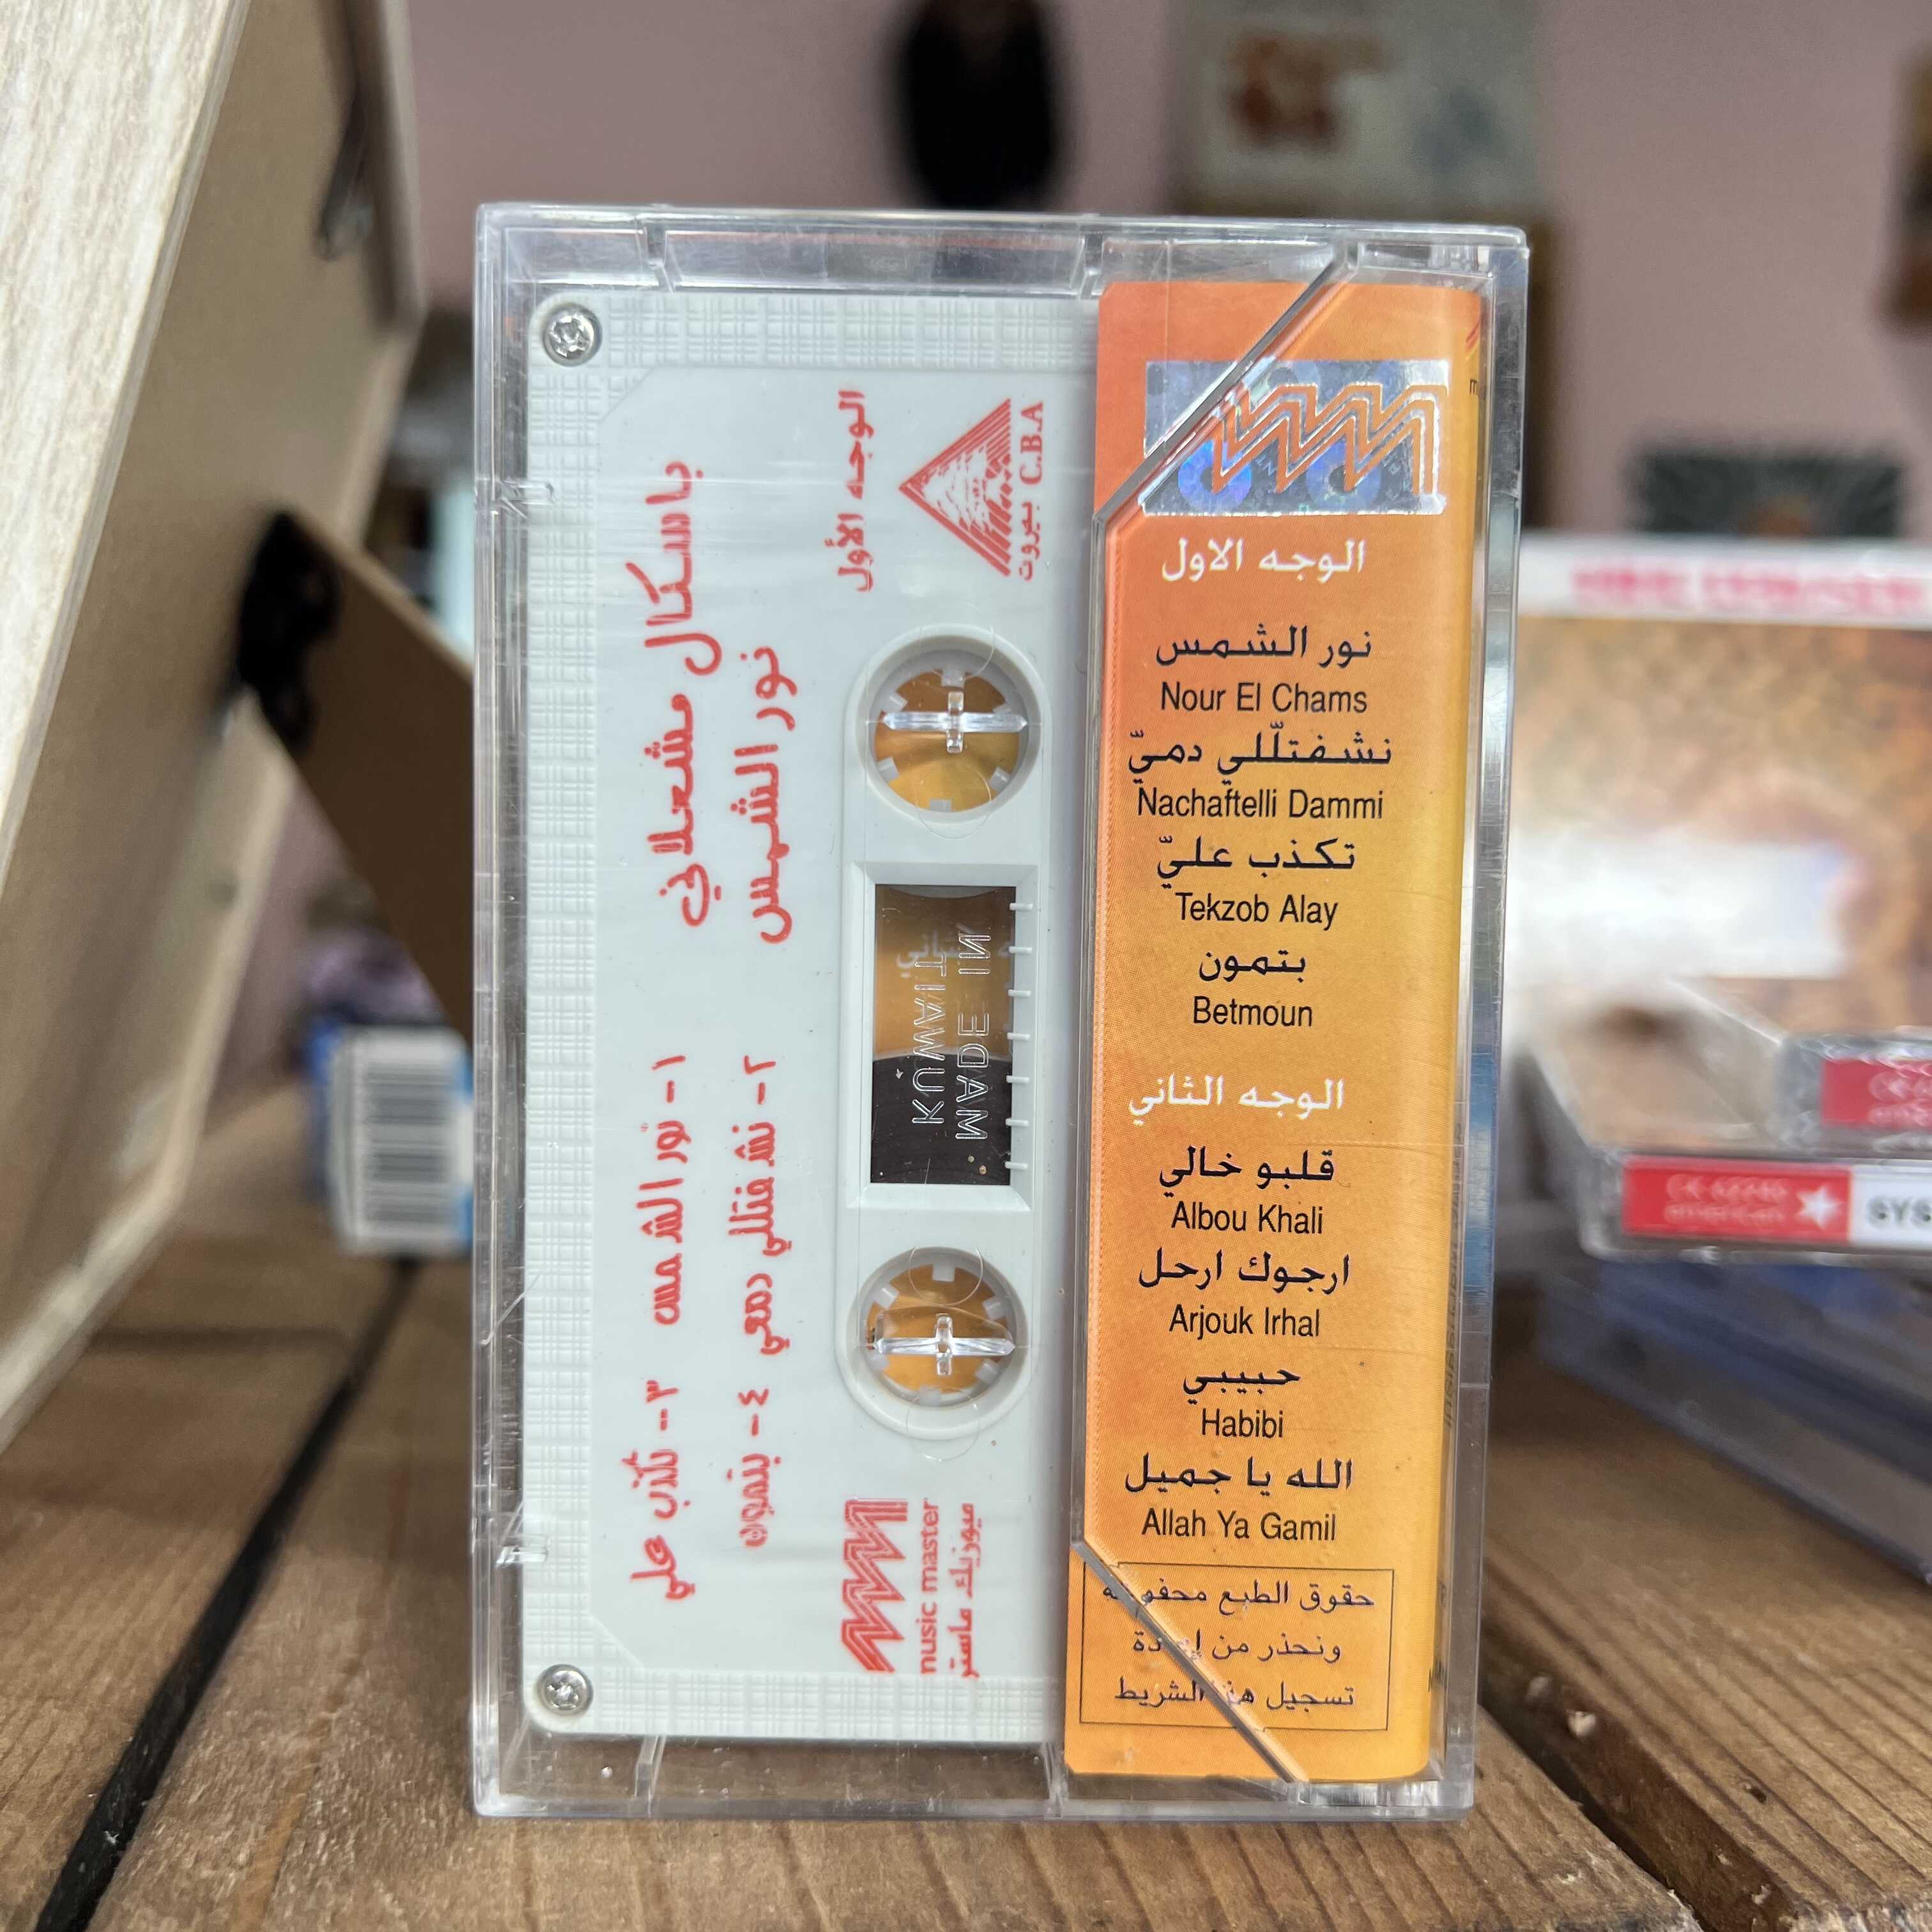 باسكال مشعلاني
نور الشمس
الوجه الأول
بيروت C.B.A
١- نور الشمس
٢- نشفتللي دمعي
٣-- تكذب علي
٤- بتمون
music master
ميوزيك ماستر
MADE IN
KUWAIT
الوجه الاول
نور الشمس
Nour El Chams
نشفتلّلي دميّ
Nachaftelli Dammi
تكذب عليّ
Tekzob Alay
بتمون
Betmoun
الوجه الثاني
قلبو خالي
Albou Khali
ارجوك ارحل
Arjouk Irhal
حبيبي
Habibi
الله يا جميل
Allah Ya Gamil
حقوق الطبع محفوظة
ونحذر من إعادة
تسجيل هذا الشريط
SYS